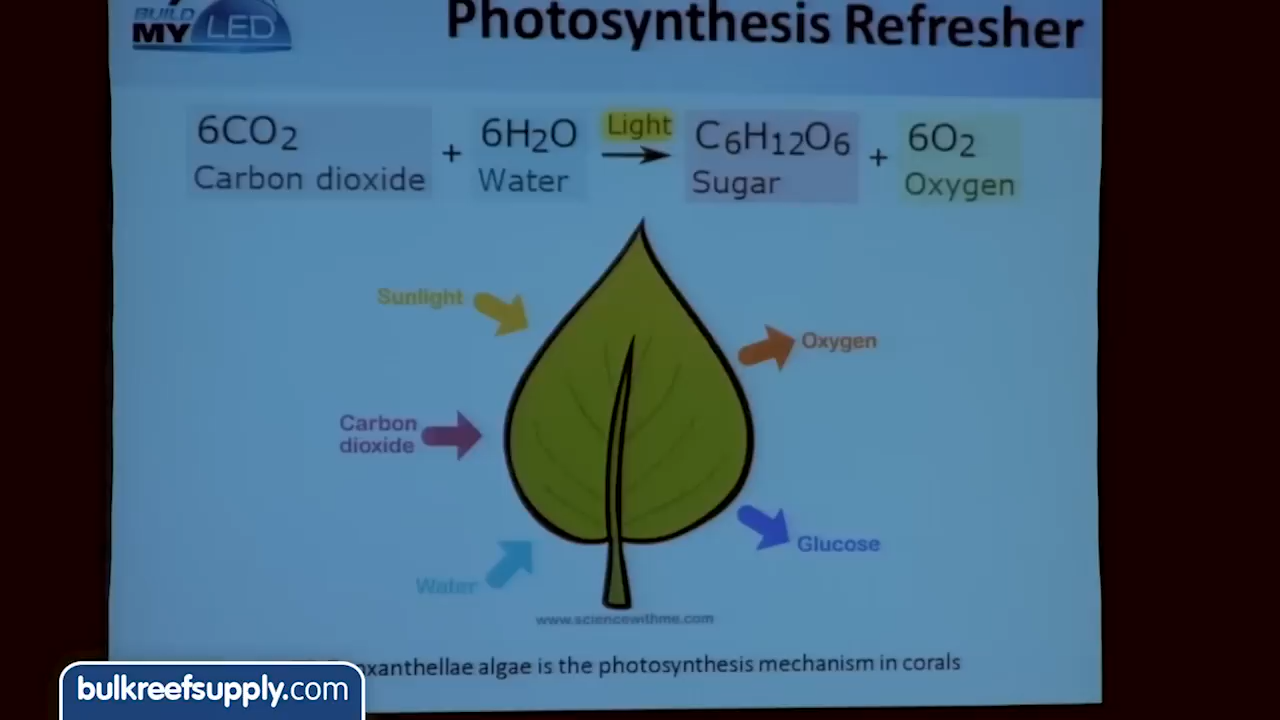 BUILD
MY LED
Photosynthesis Refresher
6CO2 + 6H2O Light C6H12O6 + 6O2
Carbon dioxide Water Sugar Oxygen
Sunlight
Oxygen
Carbon
dioxide
Glucose
Water
www.sciencewithme.com
algae is the photosynthesis mechanism in corals
bulkreefsupply.com